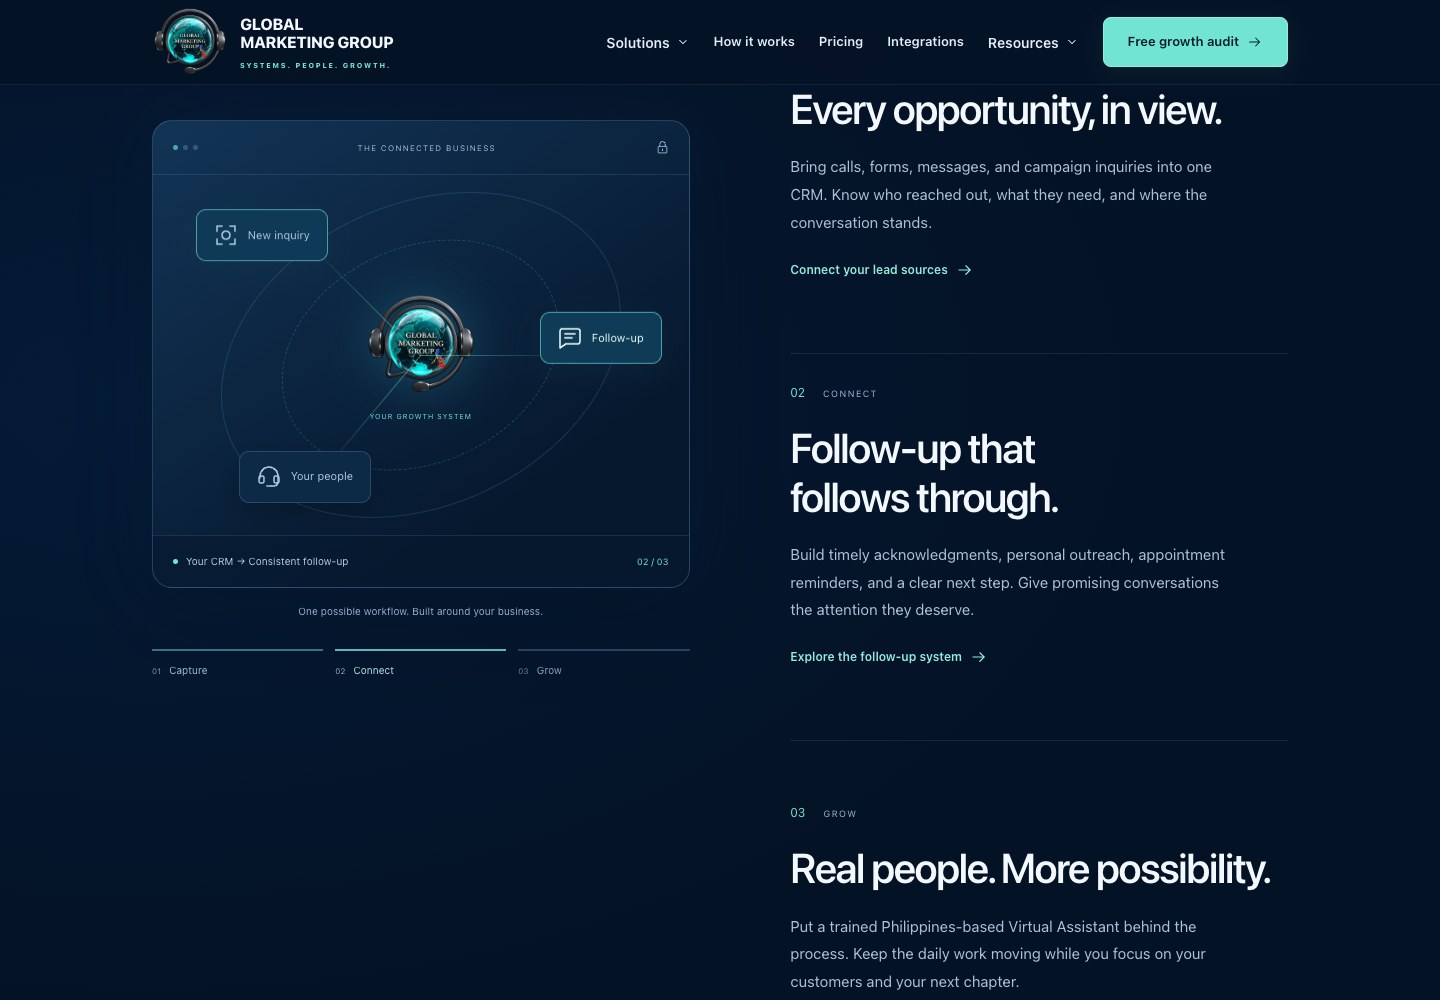 GLOBAL
MARKETING GROUP
SYSTEMS. PEOPLE. GROWTH.
Solutions
How it works
Pricing
Integrations
Resources
Free growth audit →
THE CONNECTED BUSINESS
New inquiry
GLOBAL
MARKETING
GROUP
Follow-up
YOUR GROWTH SYSTEM
Your people
Your CRM → Consistent follow-up
02 / 03
One possible workflow. Built around your business.
01 Capture
02 Connect
03 Grow
Every opportunity, in view.
Bring calls, forms, messages, and campaign inquiries into one
CRM. Know who reached out, what they need, and where the
conversation stands.
Connect your lead sources →
02 CONNECT
Follow-up that
follows through.
Build timely acknowledgments, personal outreach, appointment
reminders, and a clear next step. Give promising conversations
the attention they deserve.
Explore the follow-up system →
03 GROW
Real people. More possibility.
Put a trained Philippines-based Virtual Assistant behind the
process. Keep the daily work moving while you focus on your
customers and your next chapter.